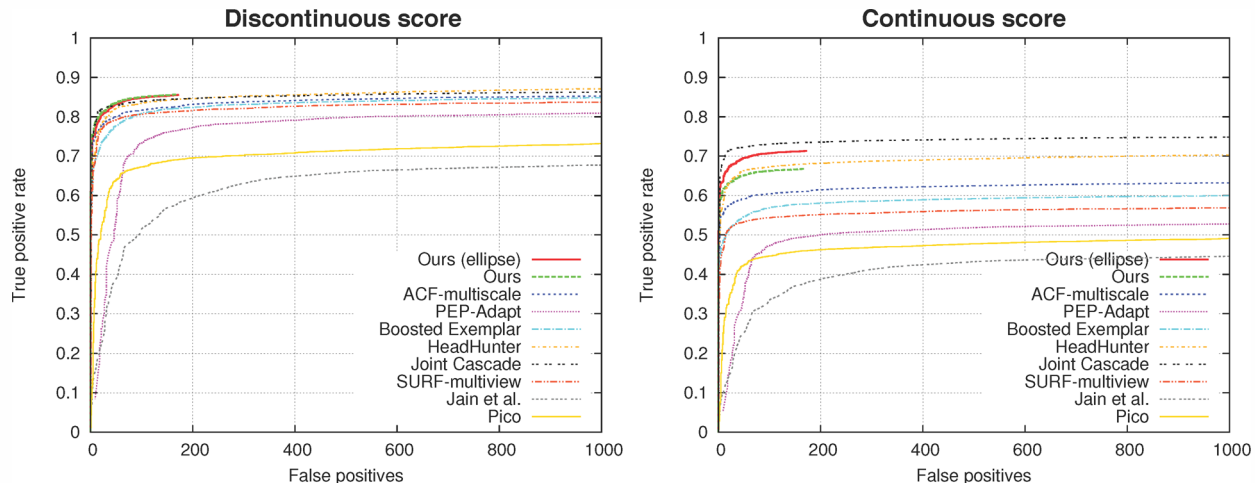 Discontinuous score
1
0.9
0.8
0.7
0.6
0.5
0.4
0.3
0.2
0.1
0
True positive rate
Ours (ellipse)
Ours
ACF-multiscale
PEP-Adapt
Boosted Exemplar
HeadHunter
Joint Cascade
SURF-multiview
Jain et al.
Pico
0 200 400 600 800 1000
False positives
Continuous score
1
0.9
0.8
0.7
0.6
0.5
0.4
0.3
0.2
0.1
0
True positive rate
Ours (ellipse)
Ours
ACF-multiscale
PEP-Adapt
Boosted Exemplar
HeadHunter
Joint Cascade
SURF-multiview
Jain et al.
Pico
0 200 400 600 800 1000
False positives